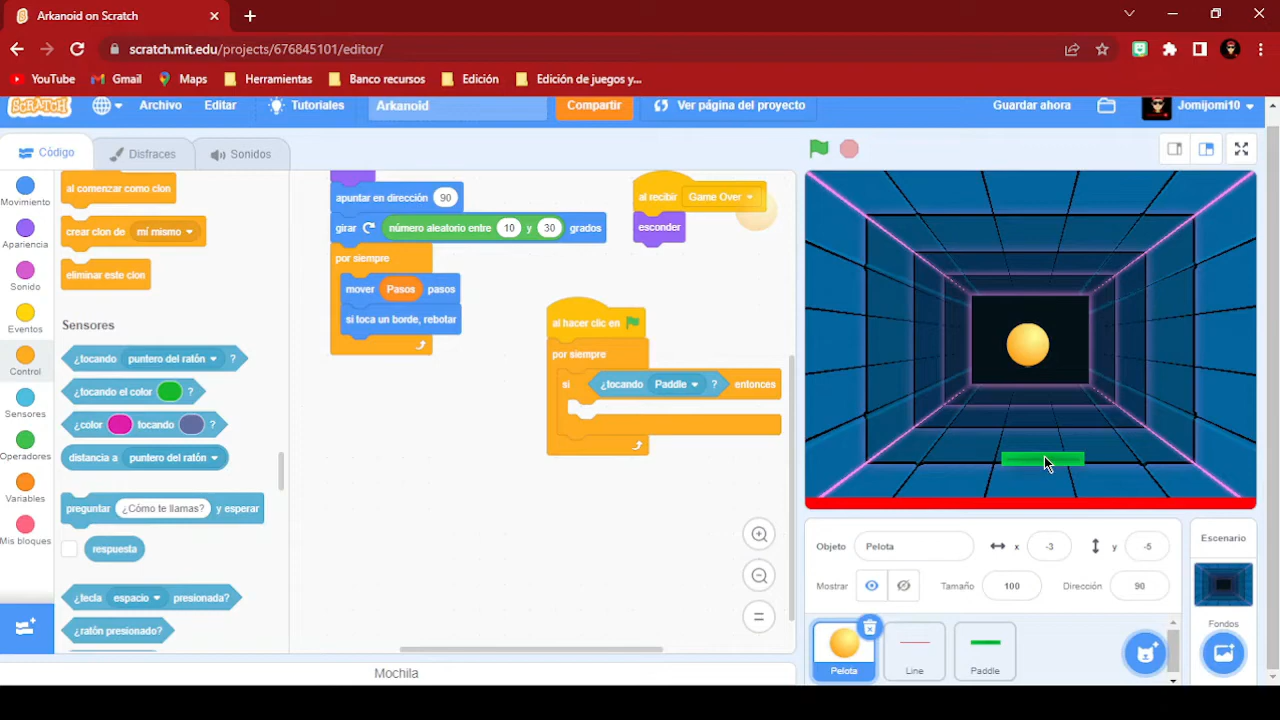 Arkanoid on Scratch
scratch.mit.edu/projects/676845101/editor/
YouTube Gmail Maps Herramientas Banco recursos Edición Edición de juegos y...
SCRATCH Archivo Editar Tutoriales Arkanoid Compartir Ver página del proyecto Guardar ahora Jomijomi10
Código Disfraces Sonidos
Movimiento
Apariencia
Sonido
Eventos
Control
Sensores
Operadores
Variables
Mis bloques
al comenzar como clon
crear clon de mí mismo
eliminar este clon
Sensores
¿tocando puntero del ratón ?
¿tocando el color ?
¿color tocando ?
distancia a puntero del ratón
preguntar ¿Cómo te llamas? y esperar
respuesta
¿tecla espacio presionada?
¿ratón presionado?
apuntar en dirección 90
girar número aleatorio entre 10 y 30 grados
por siempre
mover Pasos pasos
si toca un borde, rebotar
al recibir Game Over
esconder
al hacer clic en
por siempre
si ¿tocando Paddle ? entonces
Mochila
Objeto Pelota x -3 y -5
Mostrar Tamaño 100 Dirección 90
Pelota Line Paddle
Escenario
Fondos